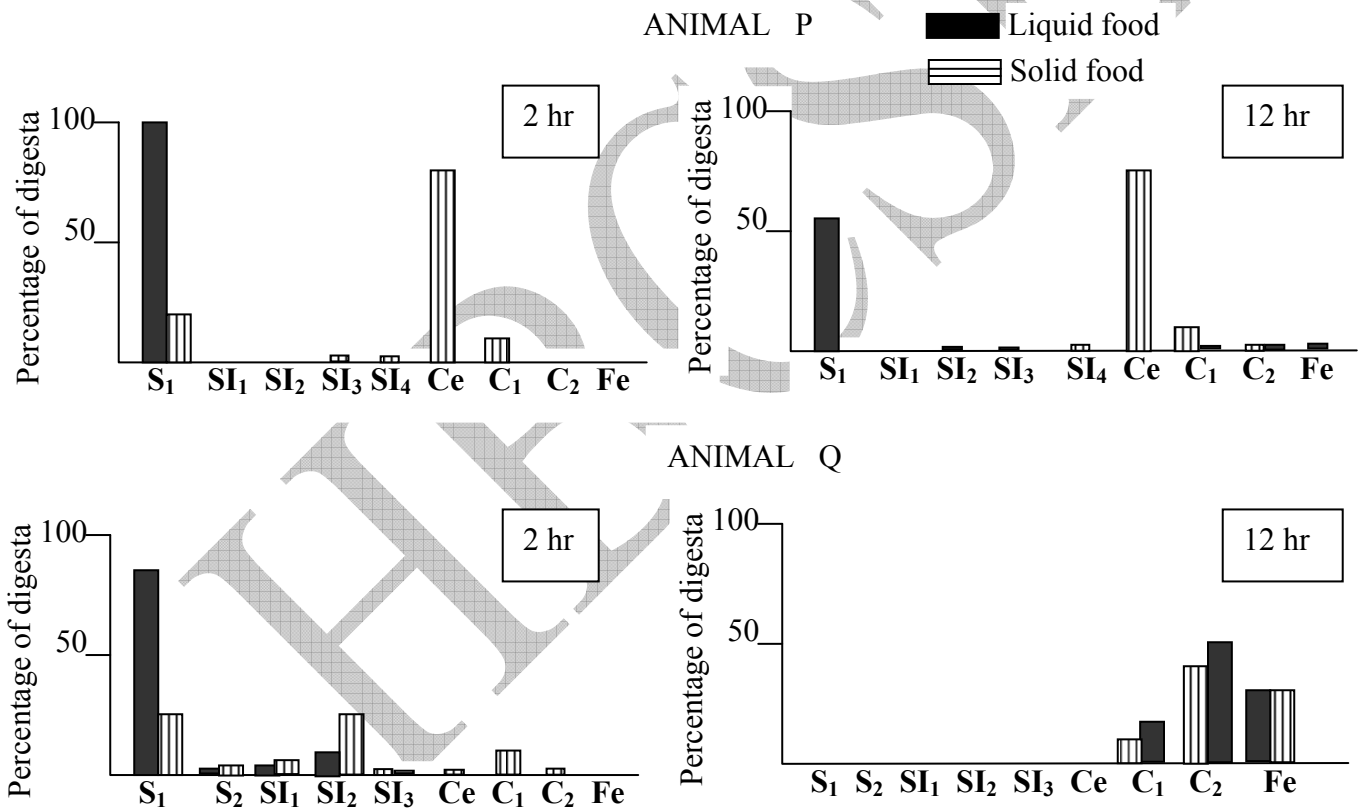 ANIMAL P
Liquid food
Solid food
Percentage of digesta
100
50
2 hr
S₁ SI₁ SI₂ SI₃ SI₄ Ce C₁ C₂ Fe
Percentage of digesta
100
50
12 hr
S₁ SI₁ SI₂ SI₃ SI₄ Ce C₁ C₂ Fe
ANIMAL Q
Percentage of digesta
100
50
2 hr
S₁ S₂ SI₁ SI₂ SI₃ Ce C₁ C₂ Fe
Percentage of digesta
100
50
12 hr
S₁ S₂ SI₁ SI₂ SI₃ Ce C₁ C₂ Fe